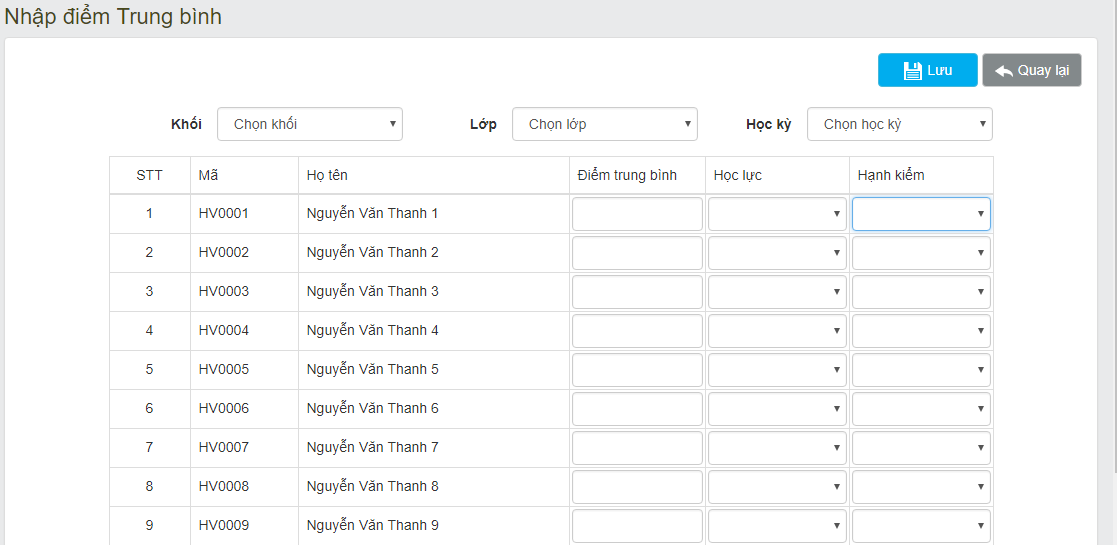 Nhập điểm Trung bình
Lưu Quay lại
Khối Chọn khối Lớp Chọn lớp Học kỳ Chọn học kỳ
STT Mã Họ tên Điểm trung bình Học lực Hạnh kiểm
1 HV0001 Nguyễn Văn Thanh 1
2 HV0002 Nguyễn Văn Thanh 2
3 HV0003 Nguyễn Văn Thanh 3
4 HV0004 Nguyễn Văn Thanh 4
5 HV0005 Nguyễn Văn Thanh 5
6 HV0006 Nguyễn Văn Thanh 6
7 HV0007 Nguyễn Văn Thanh 7
8 HV0008 Nguyễn Văn Thanh 8
9 HV0009 Nguyễn Văn Thanh 9